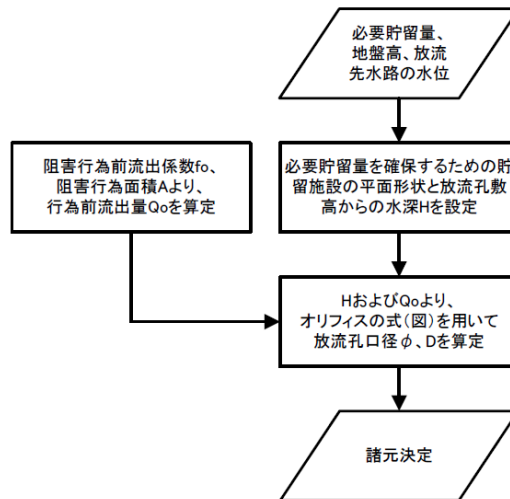 必要貯留量、
地盤高、放流
先水路の水位
阻害行為前流出係数fo、
阻害行為面積Aより、
行為前流出量Qoを算定
必要貯留量を確保するための貯
留施設の平面形状と放流孔敷
高からの水深Hを設定
HおよびQoより、
オリフィスの式(図)を用いて
放流孔口径φ、Dを算定
諸元決定